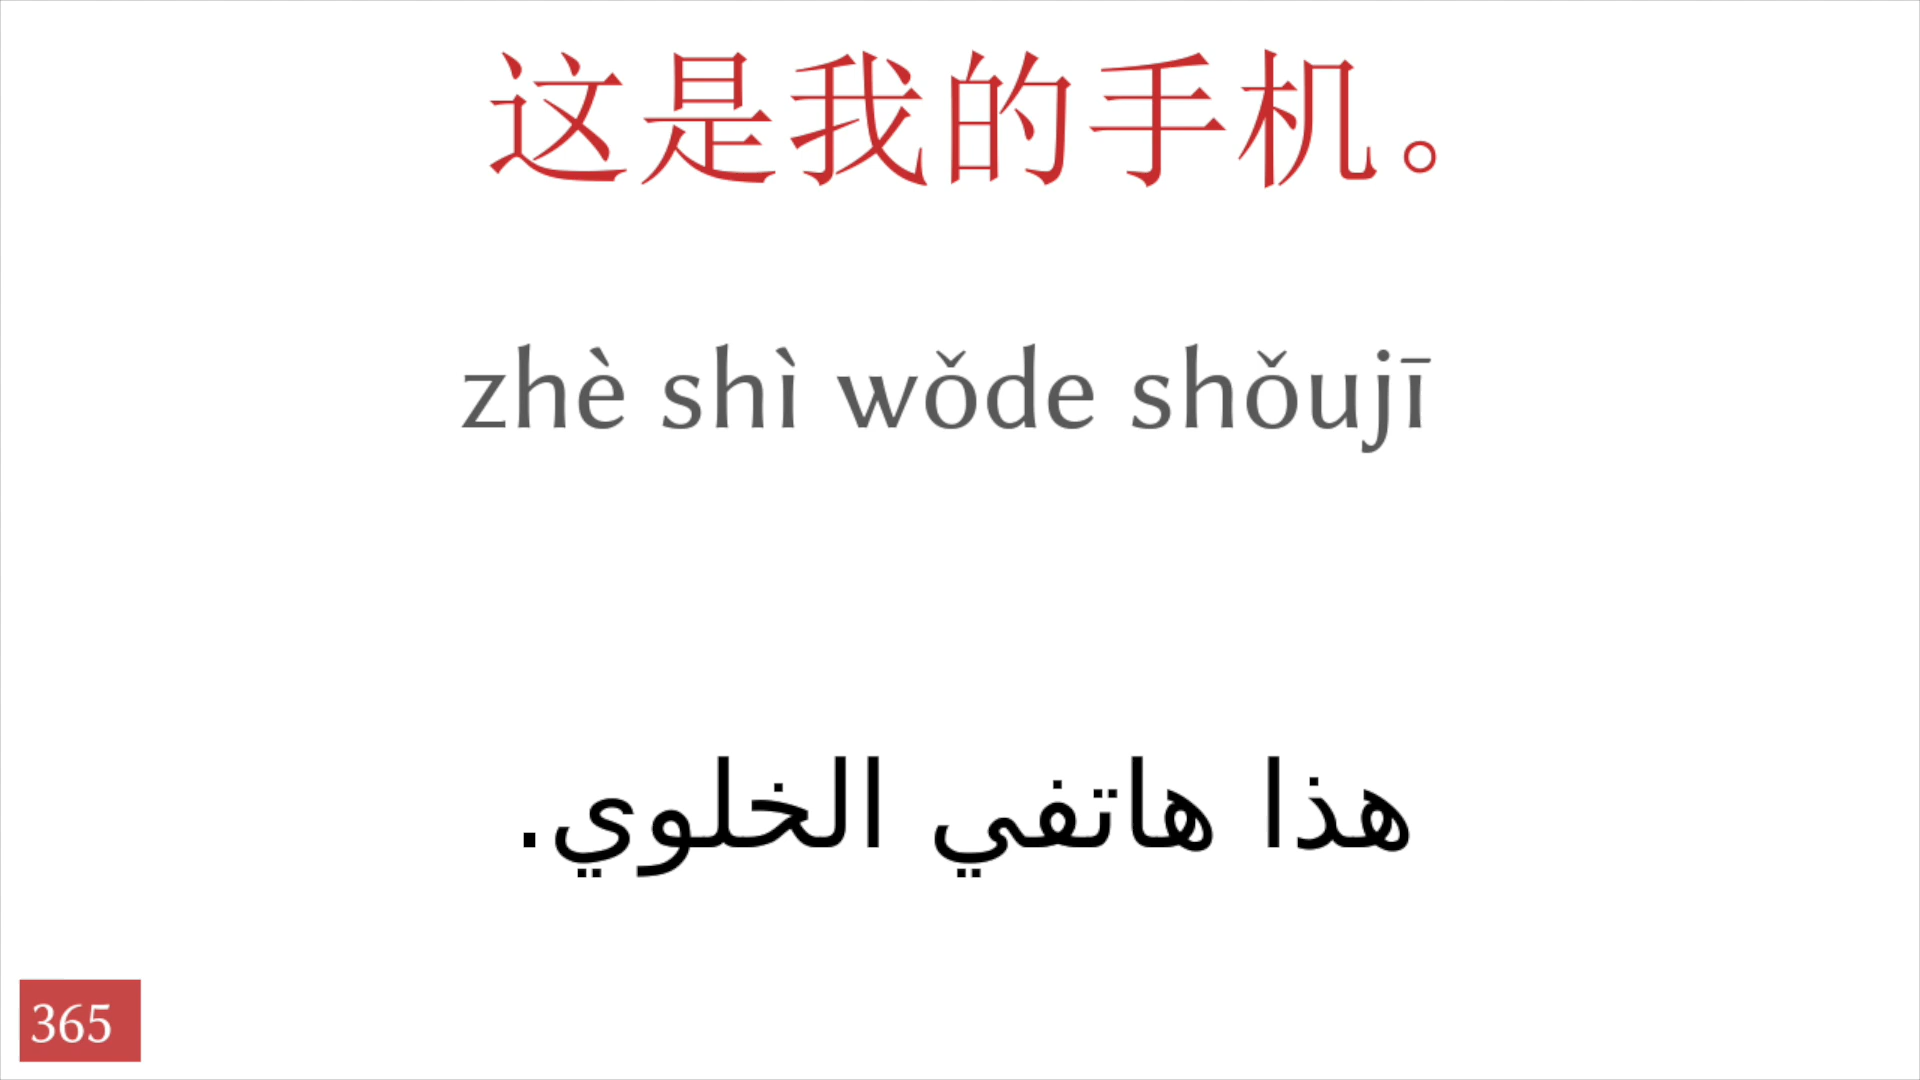 这是我的手机。
zhè shì wǒde shǒujī
هذا هاتفي الخلوي.
365